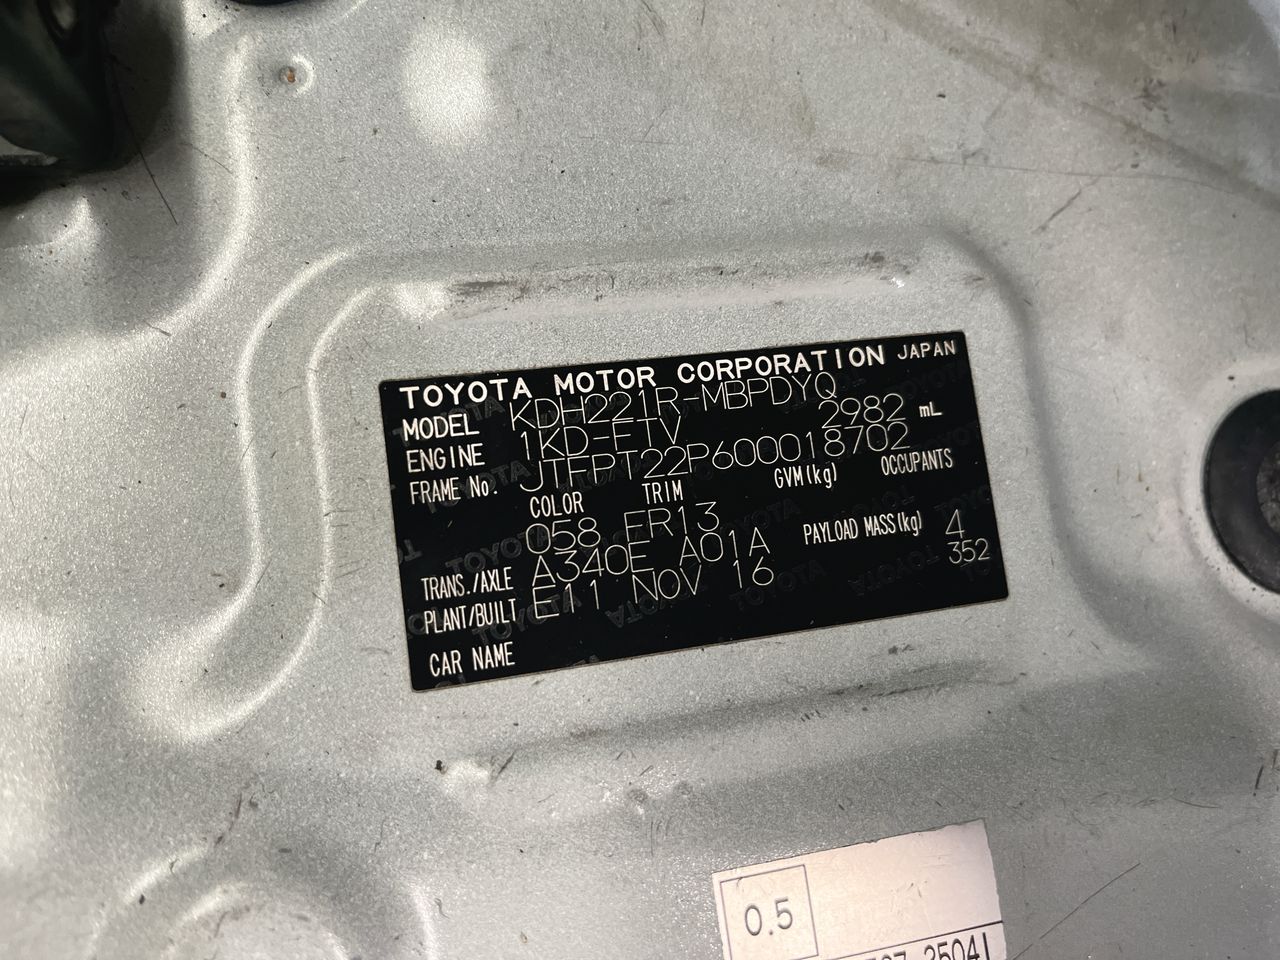 TOYOTA MOTOR CORPORATION JAPAN
MODEL KDH221R-MBPDYQ
ENGINE 1KD-FTV 2982 mL
FRAME No. JTFPT22P600018702
COLOR TRIM GVM(kg) OCCUPANTS
058 FR13 4
TRANS./AXLE A340E A01A PAYLOAD MASS(kg) 352
PLANT/BUILT E11 NOV 16
CAR NAME
0.5